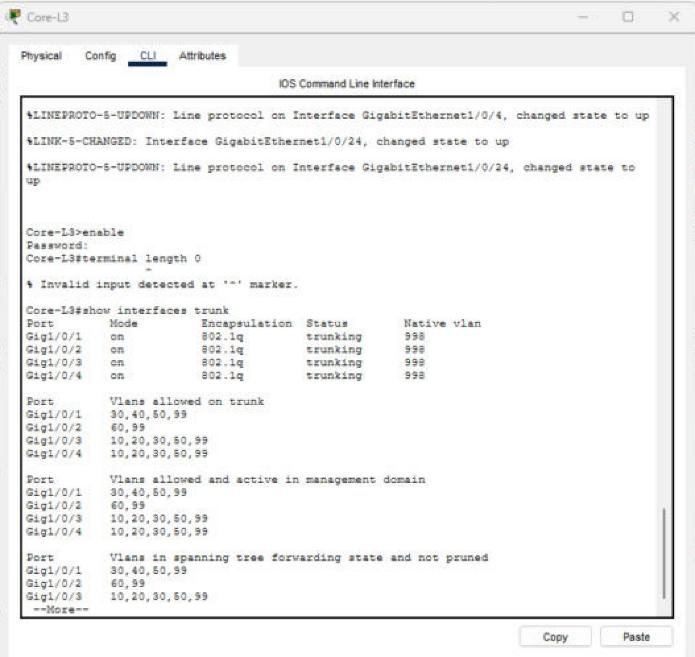 Core-L3
Physical Config CLI Attributes
IOS Command Line Interface
%LINEPROTO-5-UPDOWN: Line protocol on Interface GigabitEthernet1/0/4, changed state to up
%LINK-5-CHANGED: Interface GigabitEthernet1/0/24, changed state to up
%LINEPROTO-5-UPDOWN: Line protocol on Interface GigabitEthernet1/0/24, changed state to
up
Core-L3>enable
Password:
Core-L3#terminal length 0
^
% Invalid input detected at '^' marker.
Core-L3#show interfaces trunk
Port Mode Encapsulation Status Native vlan
Gig1/0/1 on 802.1q trunking 998
Gig1/0/2 on 802.1q trunking 998
Gig1/0/3 on 802.1q trunking 998
Gig1/0/4 on 802.1q trunking 998
Port Vlans allowed on trunk
Gig1/0/1 30,40,50,99
Gig1/0/2 60,99
Gig1/0/3 10,20,30,50,99
Gig1/0/4 10,20,30,50,99
Port Vlans allowed and active in management domain
Gig1/0/1 30,40,50,99
Gig1/0/2 60,99
Gig1/0/3 10,20,30,50,99
Gig1/0/4 10,20,30,50,99
Port Vlans in spanning tree forwarding state and not pruned
Gig1/0/1 30,40,50,99
Gig1/0/2 60,99
Gig1/0/3 10,20,30,50,99
--More--
Copy Paste